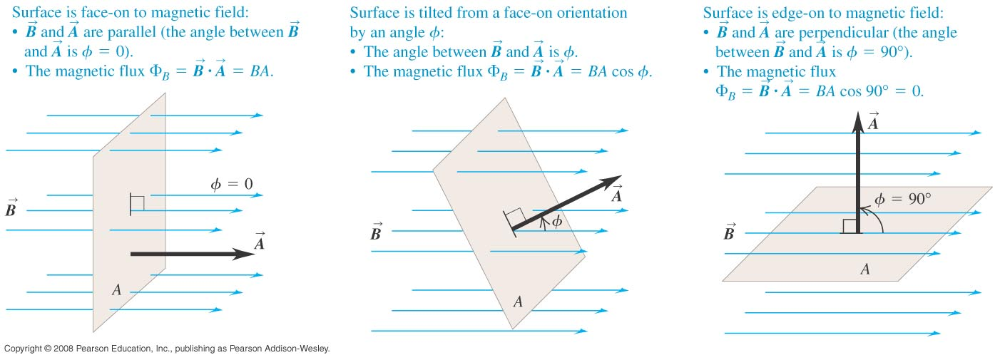 Surface is face-on to magnetic field:
• B⃗ and A⃗ are parallel (the angle between B⃗
and A⃗ is ϕ = 0).
• The magnetic flux Φ_B = B⃗ · A⃗ = BA.
ϕ = 0
B⃗
A⃗
A
Surface is tilted from a face-on orientation
by an angle ϕ:
• The angle between B⃗ and A⃗ is ϕ.
• The magnetic flux Φ_B = B⃗ · A⃗ = BA cos ϕ.
A⃗
ϕ
B⃗
A
Surface is edge-on to magnetic field:
• B⃗ and A⃗ are perpendicular (the angle
between B⃗ and A⃗ is ϕ = 90°).
• The magnetic flux
Φ_B = B⃗ · A⃗ = BA cos 90° = 0.
A⃗
ϕ = 90°
B⃗
A
Copyright © 2008 Pearson Education, Inc., publishing as Pearson Addison-Wesley.